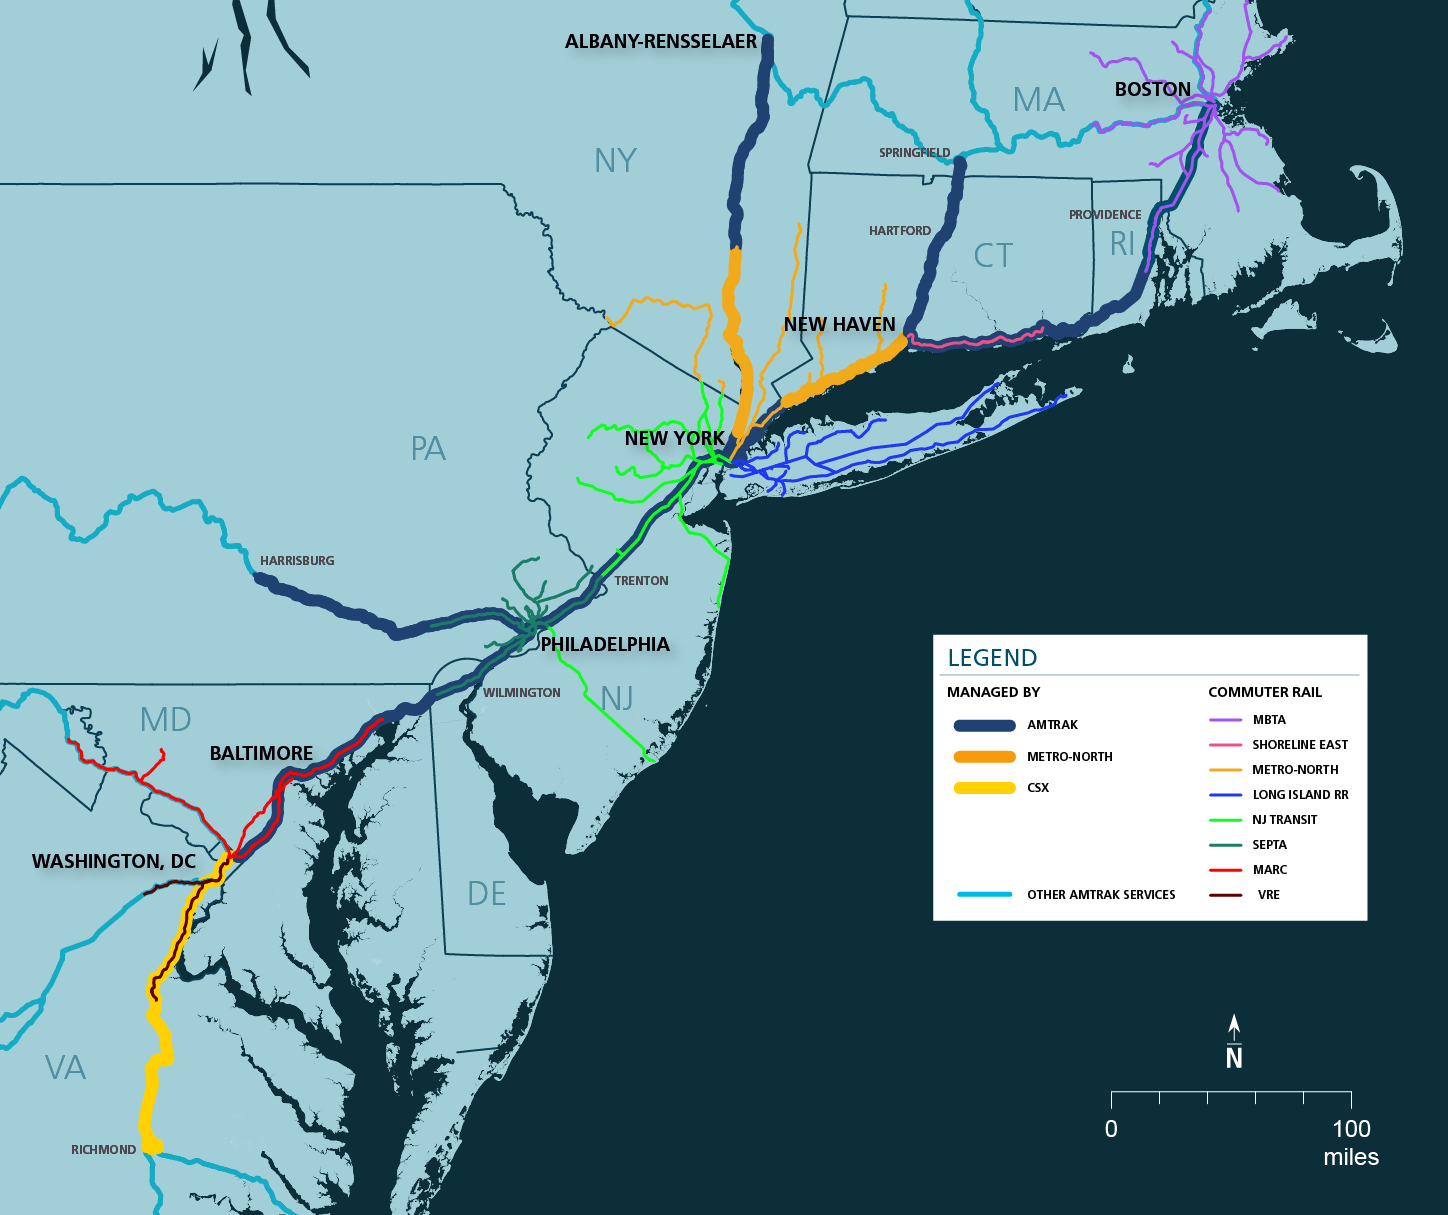 ALBANY-RENSSELAER
BOSTON
MA
NY
SPRINGFIELD
PROVIDENCE
HARTFORD
CT
RI
NEW HAVEN
PA
NEW YORK
HARRISBURG
TRENTON
PHILADELPHIA
WILMINGTON
NJ
MD
BALTIMORE
WASHINGTON, DC
DE
VA
RICHMOND
LEGEND
MANAGED BY
AMTRAK
METRO-NORTH
CSX
OTHER AMTRAK SERVICES
COMMUTER RAIL
MBTA
SHORELINE EAST
METRO-NORTH
LONG ISLAND RR
NJ TRANSIT
SEPTA
MARC
VRE
N
0 100
miles